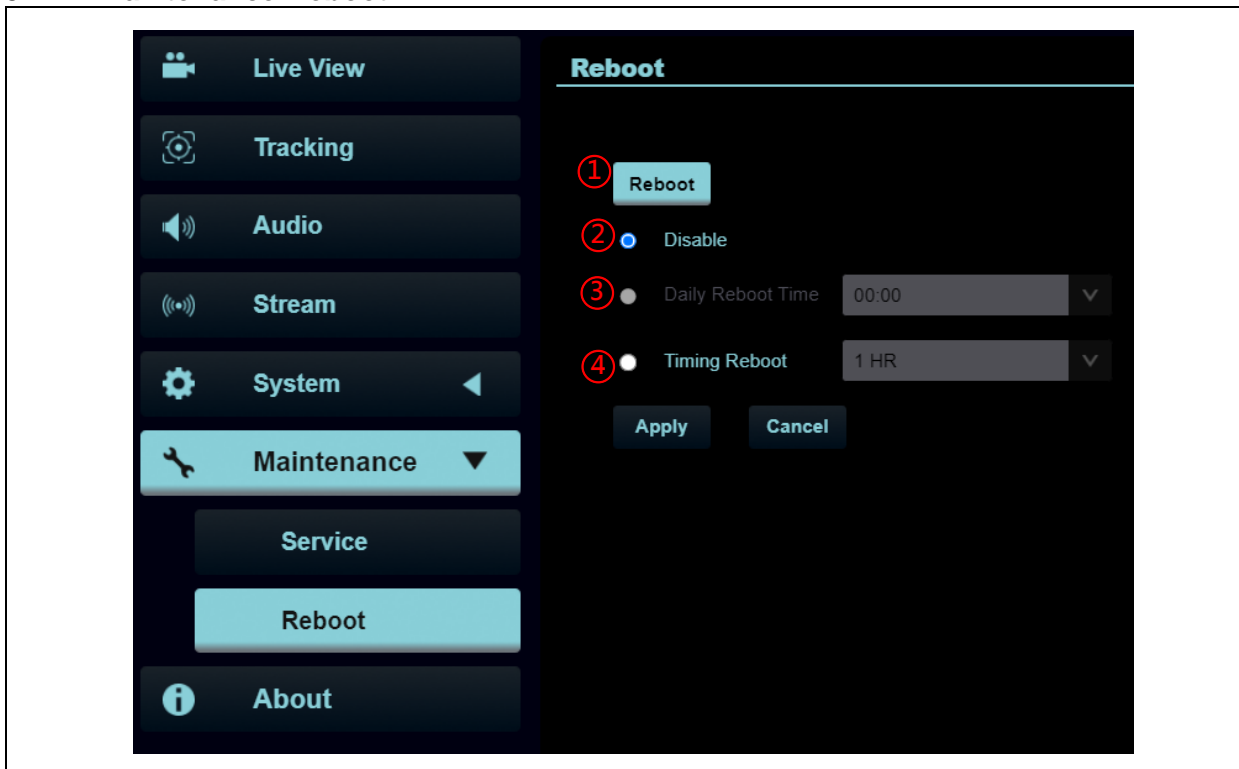 Live View
Tracking
Audio
Stream
System
Maintenance
Service
Reboot
About
Reboot
① Reboot
② Disable
③ Daily Reboot Time 00:00
④ Timing Reboot 1 HR
Apply Cancel